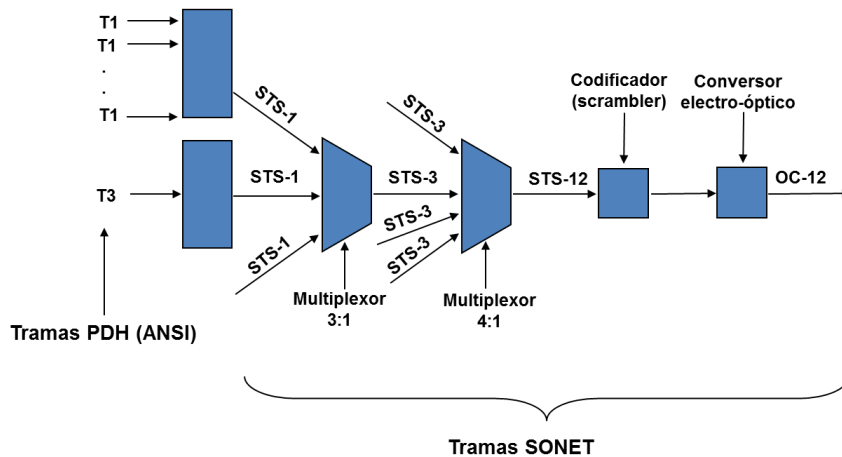 T1
T1
.
.
T1
T3
Tramas PDH (ANSI)
STS-1
STS-1
STS-1
Multiplexor
3:1
STS-3
STS-3
STS-3
STS-3
Multiplexor
4:1
STS-12
Codificador
(scrambler)
Conversor
electro-óptico
OC-12
Tramas SONET